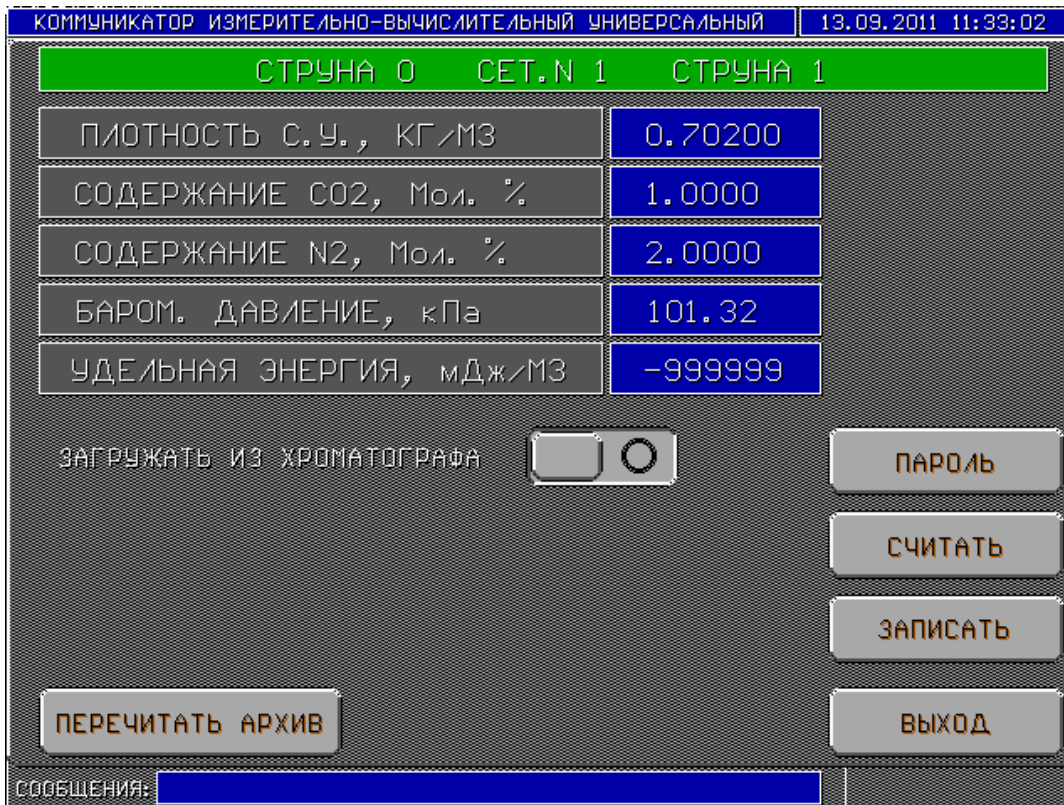 КОММУНИКАТОР ИЗМЕРИТЕЛЬНО-ВЫЧИСЛИТЕЛЬНЫЙ УНИВЕРСАЛЬНЫЙ 13.09.2011 11:33:02
СТРУНА 0 СЕТ.N 1 СТРУНА 1
ПЛОТНОСТЬ С.У., КГ/М3 0.70200
СОДЕРЖАНИЕ СО2, Мол. % 1.0000
СОДЕРЖАНИЕ N2, Мол. % 2.0000
БАРОМ. ДАВЛЕНИЕ, кПа 101.32
УДЕЛЬНАЯ ЭНЕРГИЯ, мДж/М3 -999999
ЗАГРУЖАТЬ ИЗ ХРОМАТОГРАФА
ПАРОЛЬ
СЧИТАТЬ
ЗАПИСАТЬ
ПЕРЕЧИТАТЬ АРХИВ ВЫХОД
СООБЩЕНИЯ: